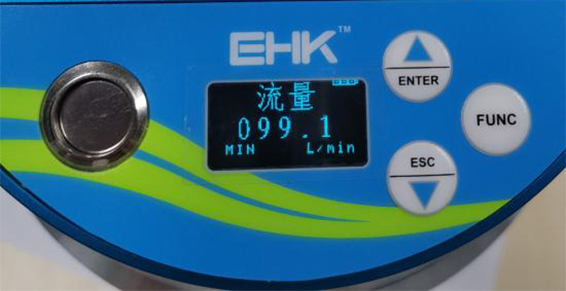 EHK™
流量
099.1
MIN L/min
ENTER
FUNC
ESC